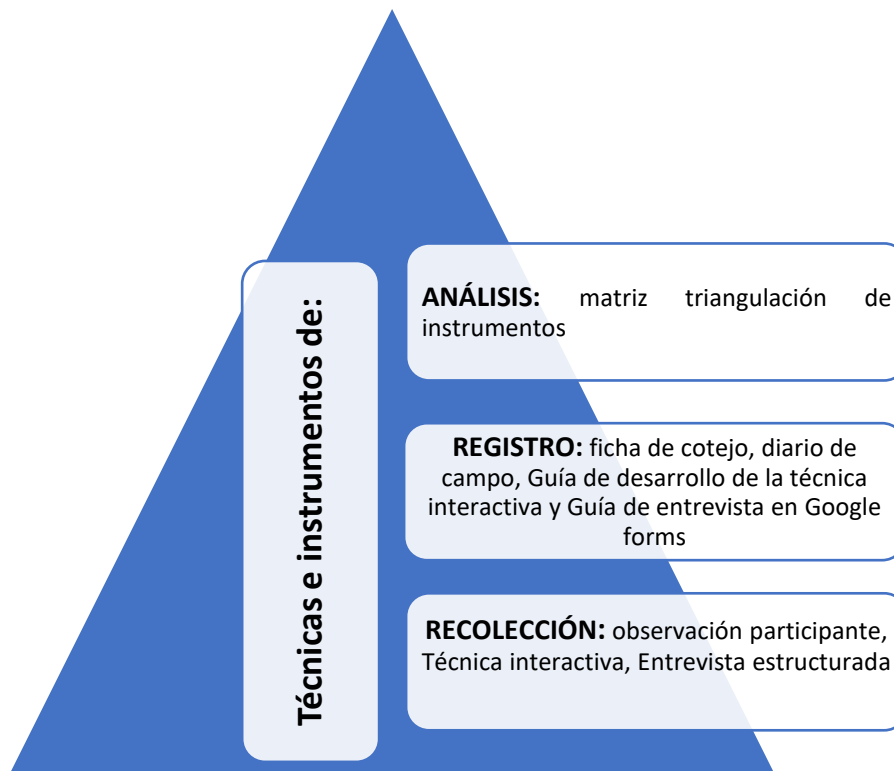 Técnicas e instrumentos de:
ANÁLISIS: matriz triangulación de
instrumentos
REGISTRO: ficha de cotejo, diario de
campo, Guía de desarrollo de la técnica
interactiva y Guía de entrevista en Google
forms
RECOLECCIÓN: observación participante,
Técnica interactiva, Entrevista estructurada